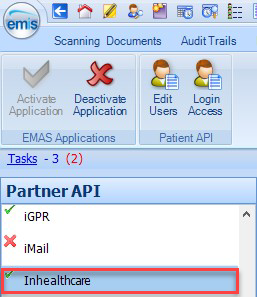 emis
Scanning Documents Audit Trails
Activate Application
Deactivate Application
Edit Users
Login Access
EMAS Applications
Patient API
Tasks - 3 (2)
Partner API
iGPR
iMail
Inhealthcare